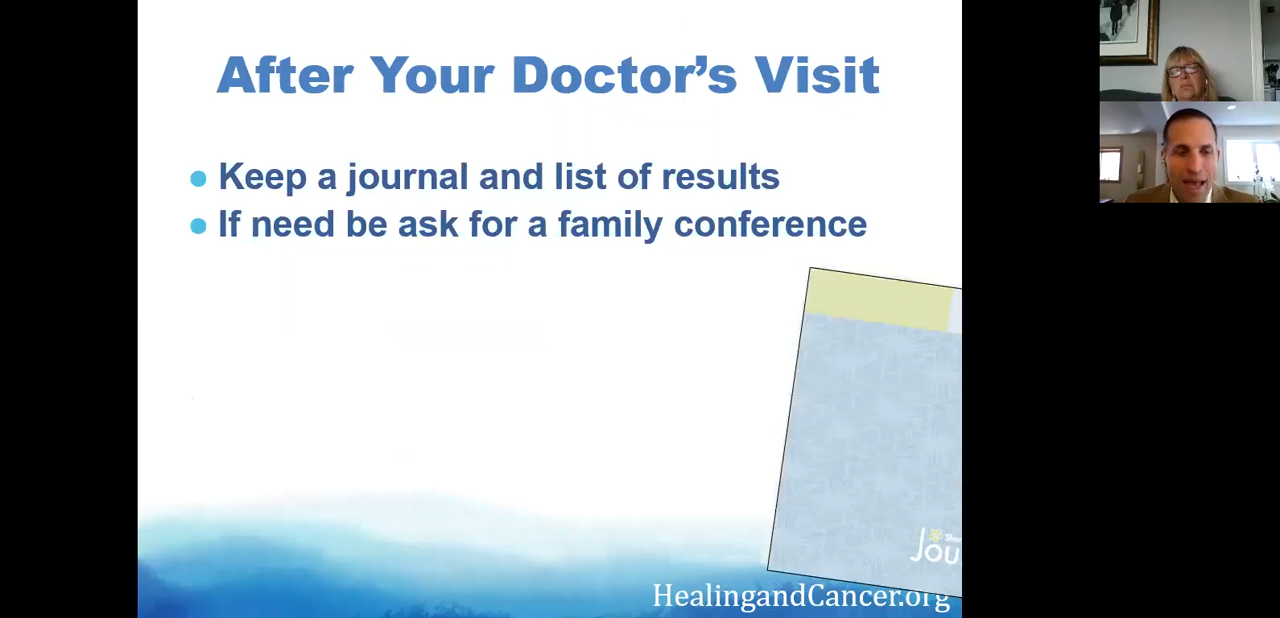 After Your Doctor’s Visit
Keep a journal and list of results
If need be ask for a family conference
HealingandCancer.org